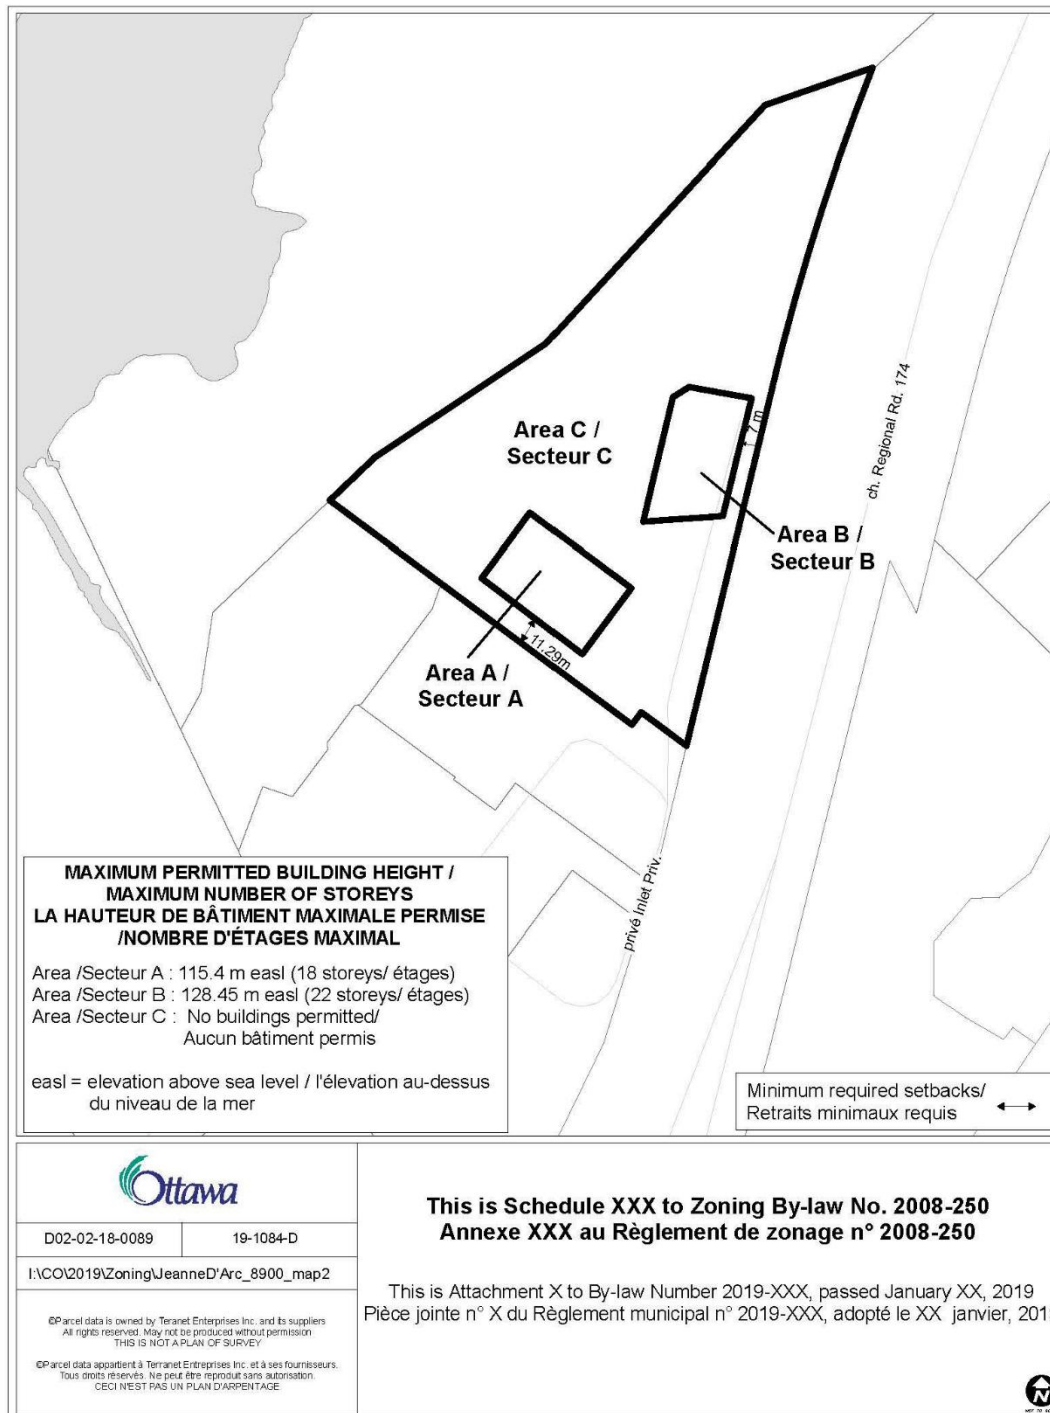 Area C /
Secteur C
7 m
ch. Regional Rd. 174
Area B /
Secteur B
11.29m
Area A /
Secteur A
privé Inlet Priv.
MAXIMUM PERMITTED BUILDING HEIGHT /
MAXIMUM NUMBER OF STOREYS
LA HAUTEUR DE BÂTIMENT MAXIMALE PERMISE
/NOMBRE D'ÉTAGES MAXIMAL
Area /Secteur A : 115.4 m easl (18 storeys/ étages)
Area /Secteur B : 128.45 m easl (22 storeys/ étages)
Area /Secteur C : No buildings permitted/
Aucun bâtiment permis
easl = elevation above sea level / l'élevation au-dessus
du niveau de la mer
Minimum required setbacks/
Retraits minimaux requis
Ottawa
D02-02-18-0089 19-1084-D
I:\CO\2019\Zoning\JeanneD'Arc_8900_map2
©Parcel data is owned by Teranet Enterprises Inc. and its suppliers
All rights reserved. May not be produced without permission
THIS IS NOT A PLAN OF SURVEY
©Parcel data appartient à Terranet Entreprises Inc. et à ses fournisseurs.
Tous droits réservés. Ne peut être reproduit sans autorisation.
CECI N'EST PAS UN PLAN D'ARPENTAGE
This is Schedule XXX to Zoning By-law No. 2008-250
Annexe XXX au Règlement de zonage n° 2008-250
This is Attachment X to By-law Number 2019-XXX, passed January XX, 2019
Pièce jointe n° X du Règlement municipal n° 2019-XXX, adopté le XX janvier, 201
N